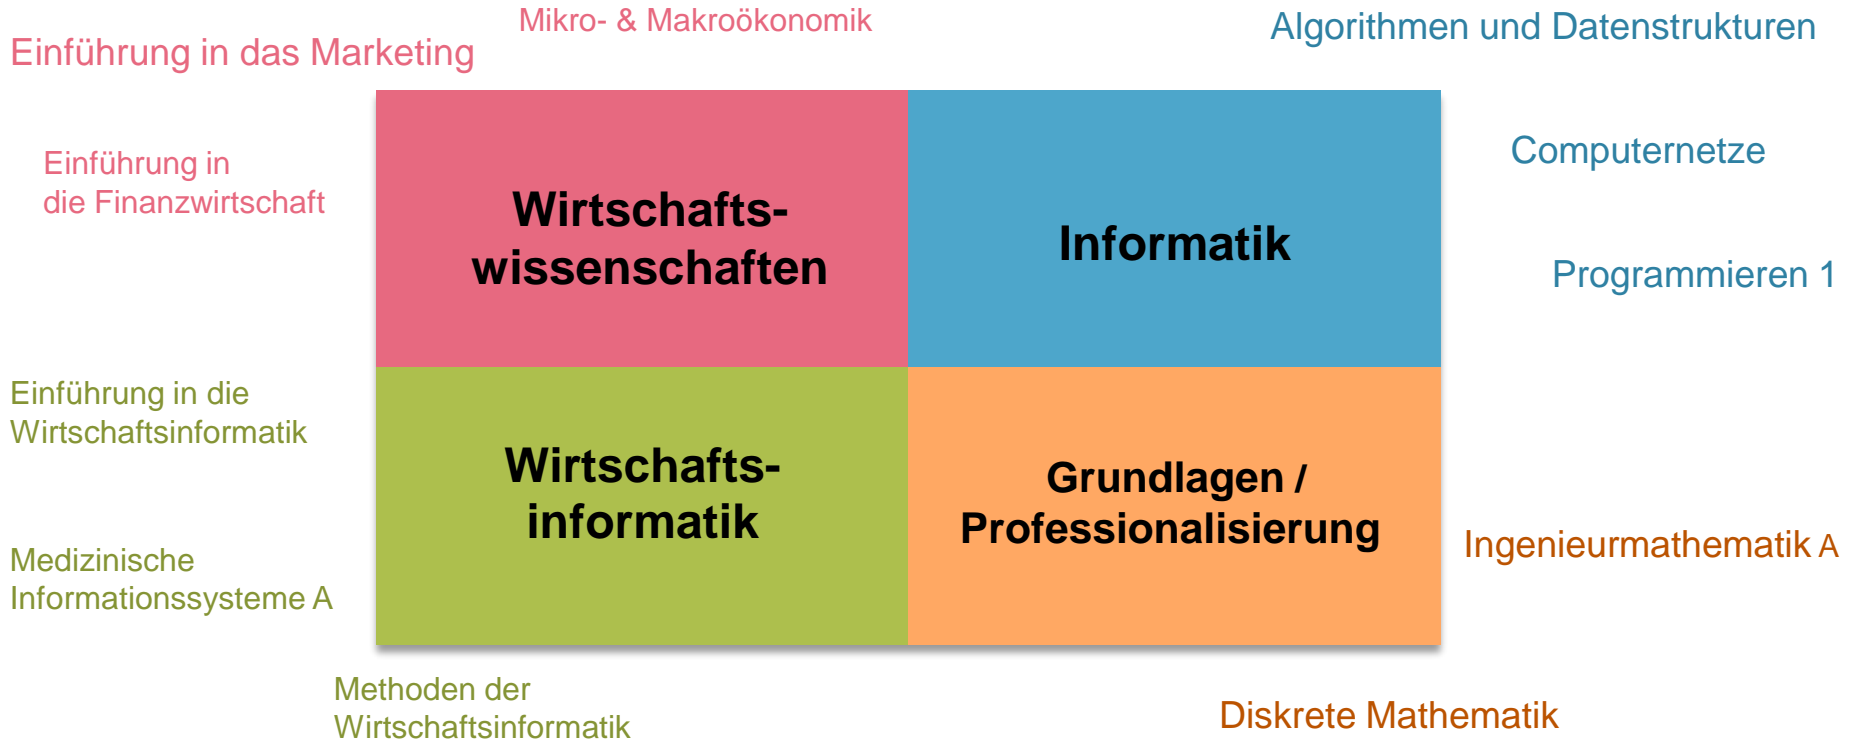 Mikro- & Makroökonomik
Algorithmen und Datenstrukturen
Einführung in das Marketing
Einführung in
die Finanzwirtschaft
Wirtschafts-
wissenschaften
Informatik
Computernetze
Programmieren 1
Einführung in die
Wirtschaftsinformatik
Wirtschafts-
informatik
Grundlagen /
Professionalisierung
Medizinische
Informationssysteme A
Ingenieurmathematik A
Methoden der
Wirtschaftsinformatik
Diskrete Mathematik